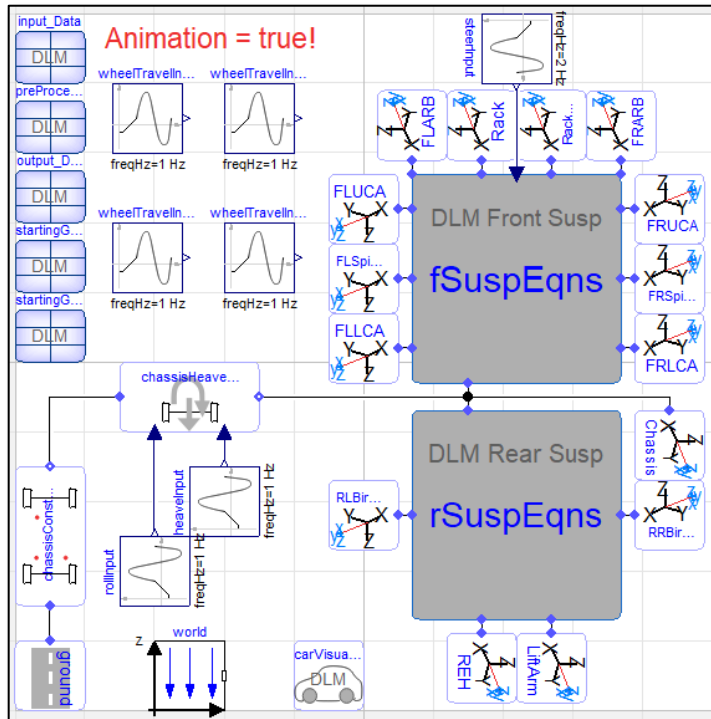 input_Data
DLM
Animation = true!
preProce...
DLM
output_D...
DLM
startingG...
DLM
startingG...
DLM
wheelTravelIn...
freqHz=1 Hz
wheelTravelIn...
freqHz=1 Hz
wheelTravelIn...
freqHz=1 Hz
wheelTravelIn...
freqHz=1 Hz
steerInput
freqHz=2 Hz
FLARB
Rack
Rack...
FRARB
FLUCA
FLSpi...
FLLCA
DLM Front Susp
fSuspEqns
FRUCA
FRSpi...
FRLCA
chassisHeave...
heaveInput
freqHz=1 Hz
rollInput
freqHz=1 Hz
chassisConst...
ground
DLM Rear Susp
rSuspEqns
Chassis
RLBir...
RRBir...
REH
LiftArm
world
z
x
carVisua...
DLM